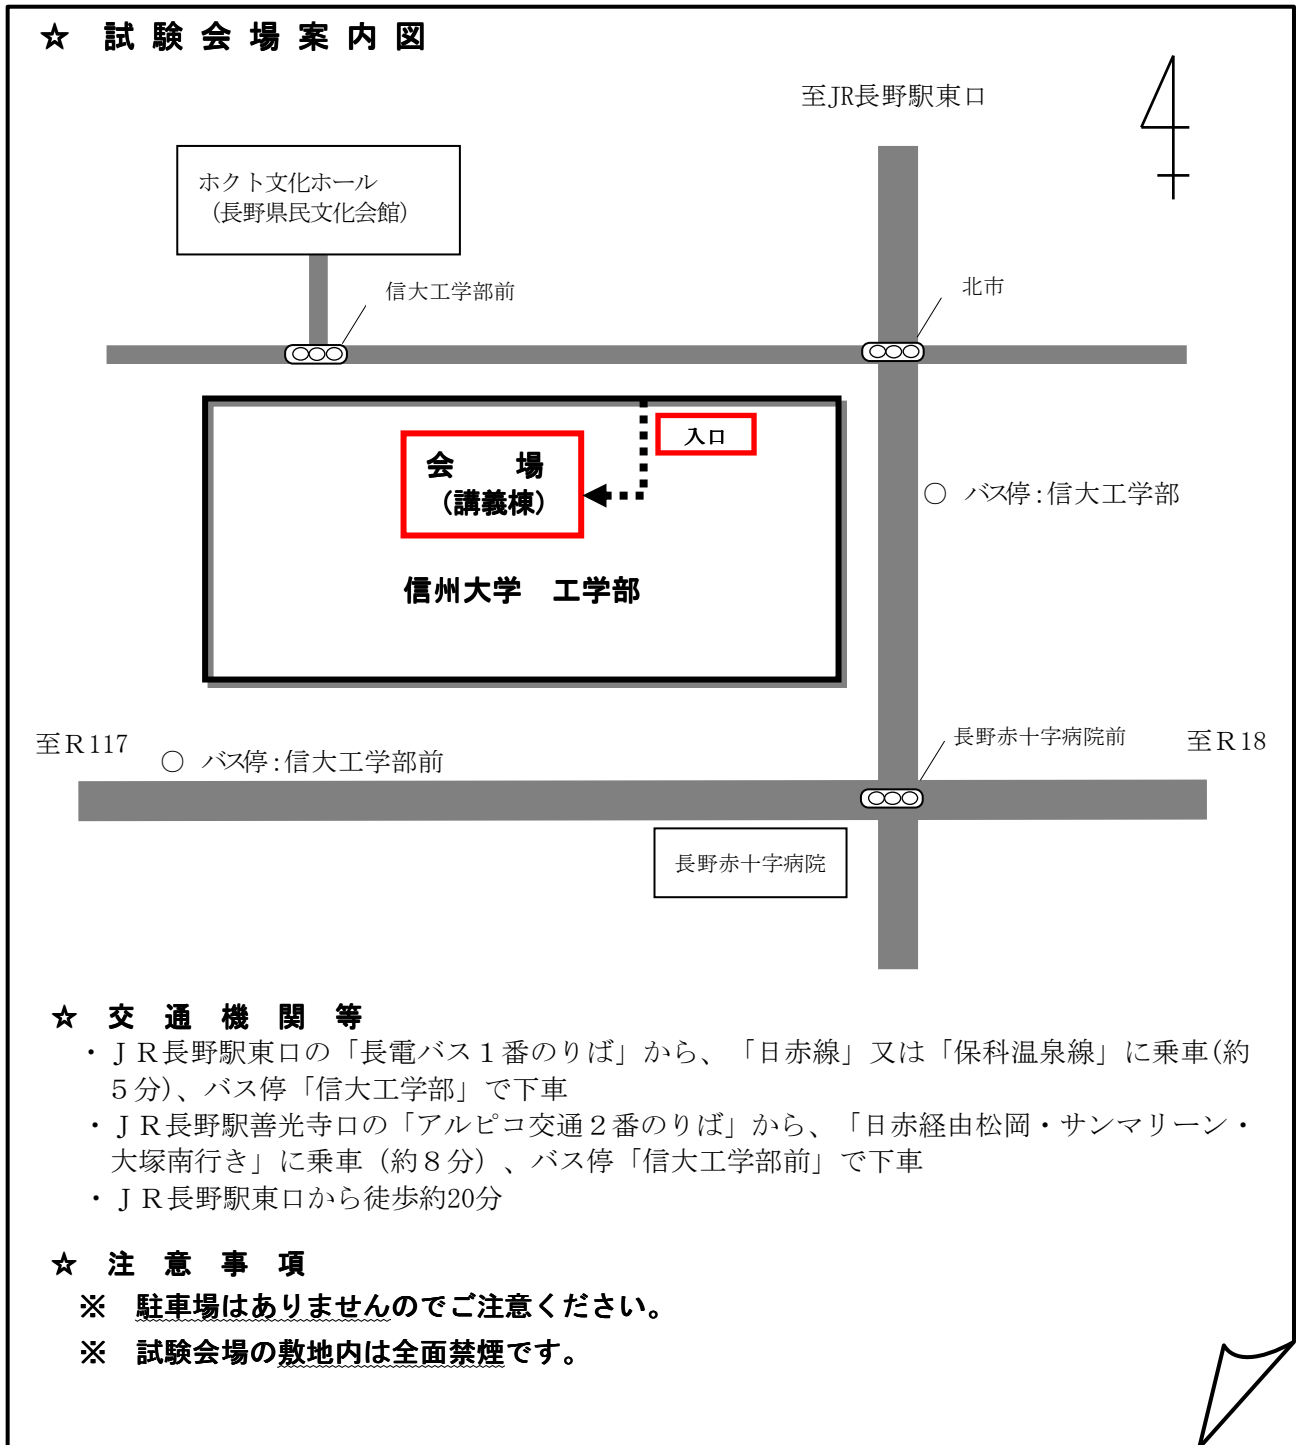 ☆ 試験会場案内図
至JR長野駅東口
ホクト文化ホール
(長野県民文化会館)
信大工学部前
北市
入口
会 場
(講義棟)
○ バス停:信大工学部
信州大学 工学部
至R117
○ バス停:信大工学部前
長野赤十字病院前
至R18
長野赤十字病院
☆ 交通機関等
・JR長野駅東口の「長電バス1番のりば」から、「日赤線」又は「保科温泉線」に乗車(約
5分)、バス停「信大工学部」で下車
・JR長野駅善光寺口の「アルピコ交通2番のりば」から、「日赤経由松岡・サンマリーン・
大塚南行き」に乗車(約8分)、バス停「信大工学部前」で下車
・JR長野駅東口から徒歩約20分
☆ 注意事項
※ 駐車場はありませんのでご注意ください。
※ 試験会場の敷地内は全面禁煙です。